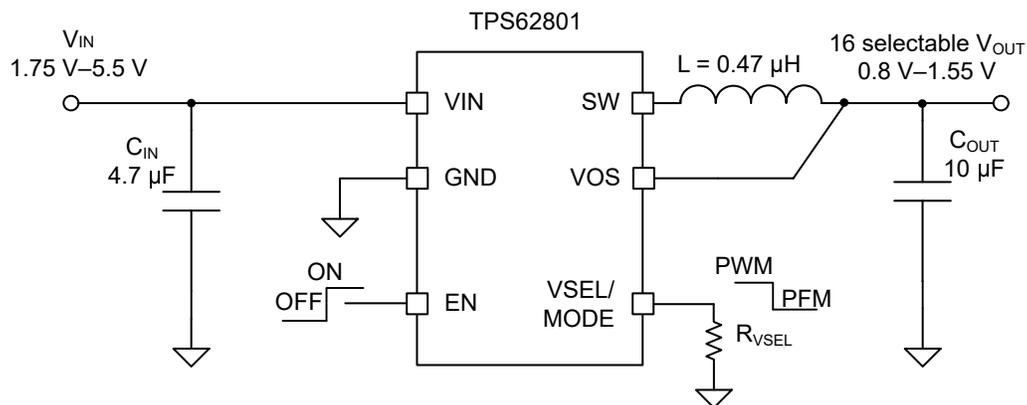 TPS62801
VIN
1.75 V–5.5 V
16 selectable VOUT
0.8 V–1.55 V
L = 0.47 µH
VIN
SW
CIN
4.7 µF
COUT
10 µF
GND
VOS
ON
OFF
EN
VSEL/
MODE
PWM
PFM
RVSEL